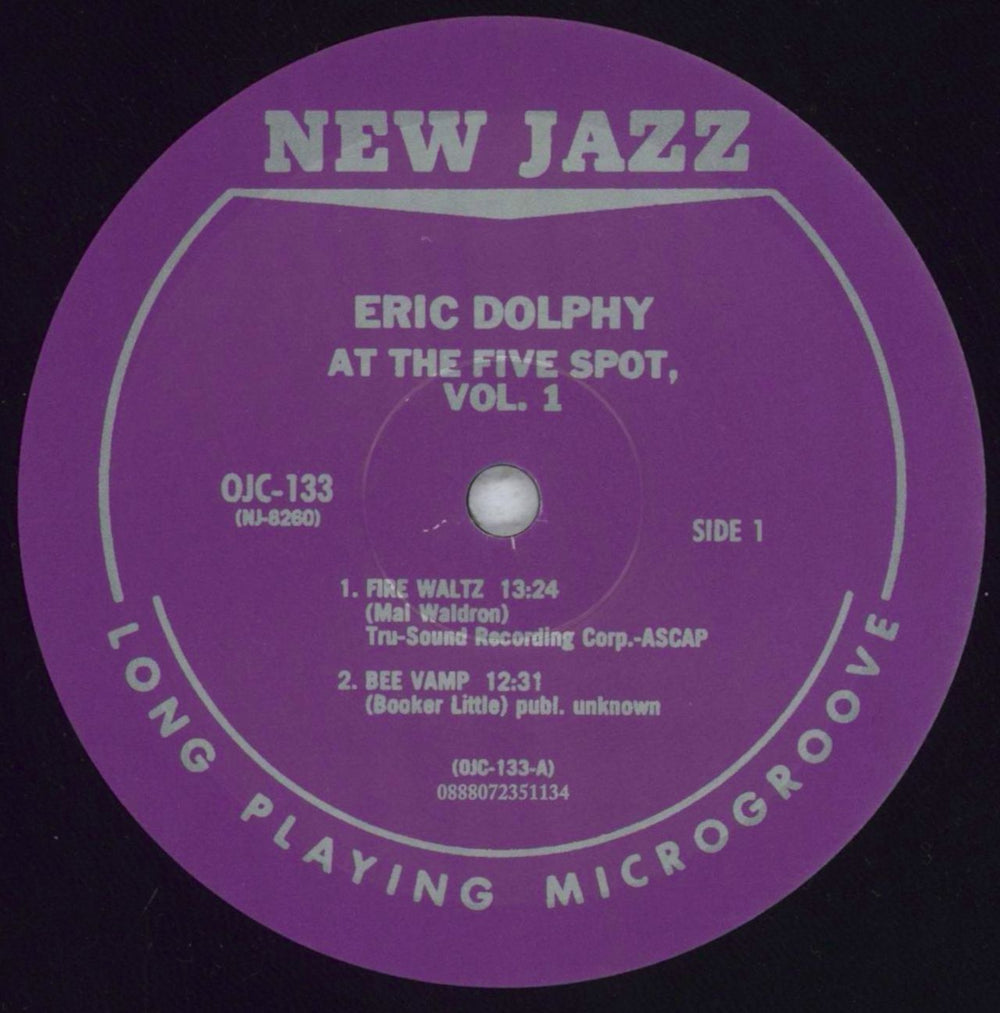 NEW JAZZ
ERIC DOLPHY
AT THE FIVE SPOT,
VOL. 1
OJC-133
(NJ-8260)
SIDE 1
1. FIRE WALTZ 13:24
(Mal Waldron)
Tru-Sound Recording Corp.-ASCAP
2. BEE VAMP 12:31
(Booker Little) publ. unknown
(OJC-133-A)
0888072351134
LONG PLAYING MICROGROOVE